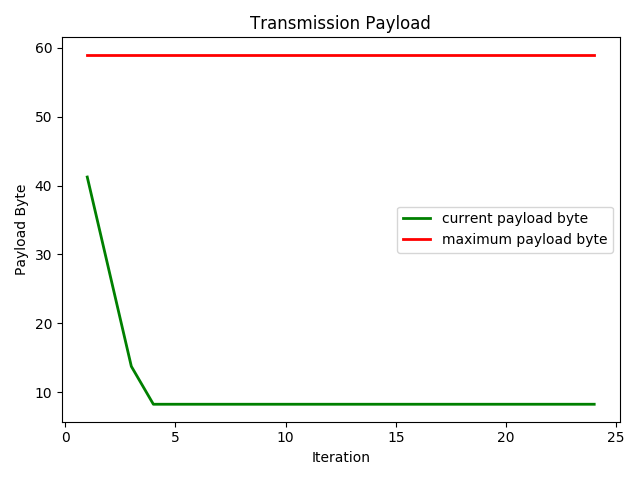 Transmission Payload
60
50
40
30
20
10
Payload Byte
current payload byte
maximum payload byte
0 5 10 15 20 25
Iteration